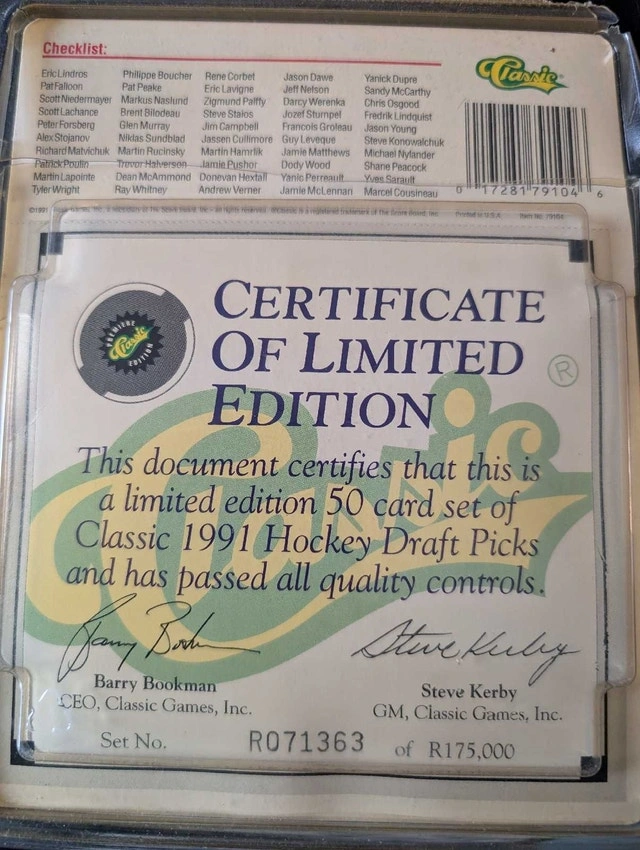 Checklist:
Eric Lindros Philippe Boucher Rene Corbet Jason Dawe Yanick Dupre
Pat Falloon Pat Peake Eric Lavigne Jeff Nelson Sandy McCarthy
Scott Niedermayer Markus Naslund Zigmund Palffy Darcy Werenka Chris Osgood
Scott Lachance Brent Bilodeau Steve Staios Jozef Stumpel Fredrik Lindquist
Peter Forsberg Glen Murray Jim Campbell Francois Groleau Jason Young
Alex Stojanov Niklas Sundblad Jassen Cullimore Guy Leveque Steve Konowalchuk
Richard Matvichuk Martin Rucinsky Martin Hamrlik Jamie Matthews Michael Nylander
Patrick Poulin Trevor Halverson Jamie Pushor Dody Wood Shane Peacock
Martin Lapointe Dean McAmmond Donevan Hextall Yanic Perreault Yves Sarault
Tyler Wright Ray Whitney Andrew Verner Jamie McLennan Marcel Cousineau
Classic®
0 17281 79104 6
Printed in U.S.A. Item No. 79104
PREMIERE
Classic
EDITION
CERTIFICATE
OF LIMITED
EDITION
Classic ®
This document certifies that this is
a limited edition 50 card set of
Classic 1991 Hockey Draft Picks
and has passed all quality controls.
Barry Bookman
CEO, Classic Games, Inc.
Steve Kerby
Steve Kerby
GM, Classic Games, Inc.
Set No. R071363 of R175,000